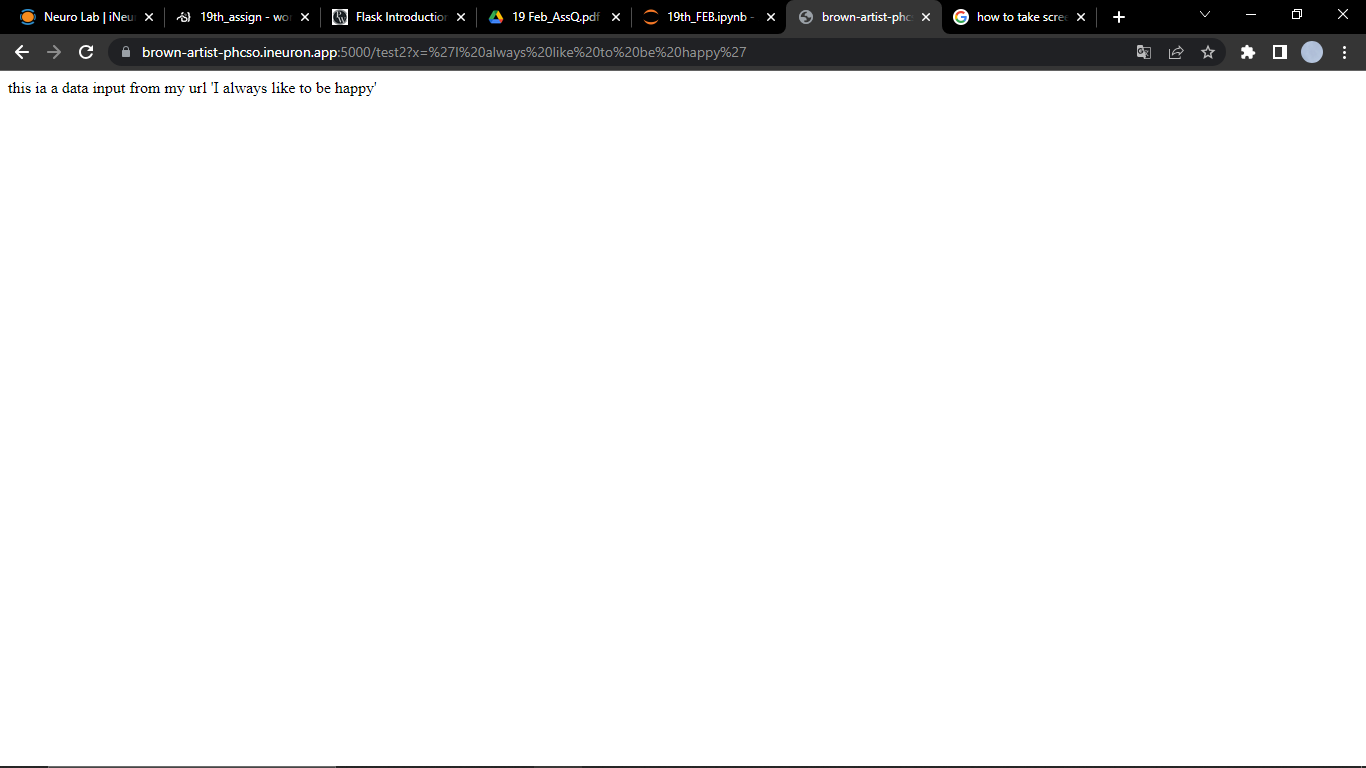 Neuro Lab | iNeu
19th_assign - wor
Flask Introduction
19 Feb_AssQ.pdf
19th_FEB.ipynb -
brown-artist-phc
how to take scree
brown-artist-phcso.ineuron.app:5000/test2?x=%27I%20always%20like%20to%20be%20happy%27
this ia a data input from my url 'I always like to be happy'